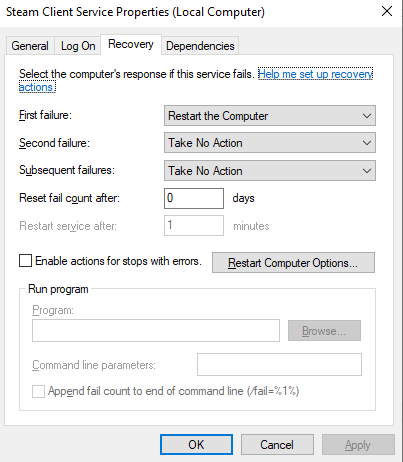 Steam Client Service Properties (Local Computer)
General Log On Recovery Dependencies
Select the computer's response if this service fails. Help me set up recovery
actions.
First failure: Restart the Computer
Second failure: Take No Action
Subsequent failures: Take No Action
Reset fail count after: 0 days
Restart service after: 1 minutes
Enable actions for stops with errors. Restart Computer Options...
Run program
Program:
Browse...
Command line parameters:
Append fail count to end of command line (/fail=%1%)
OK Cancel Apply